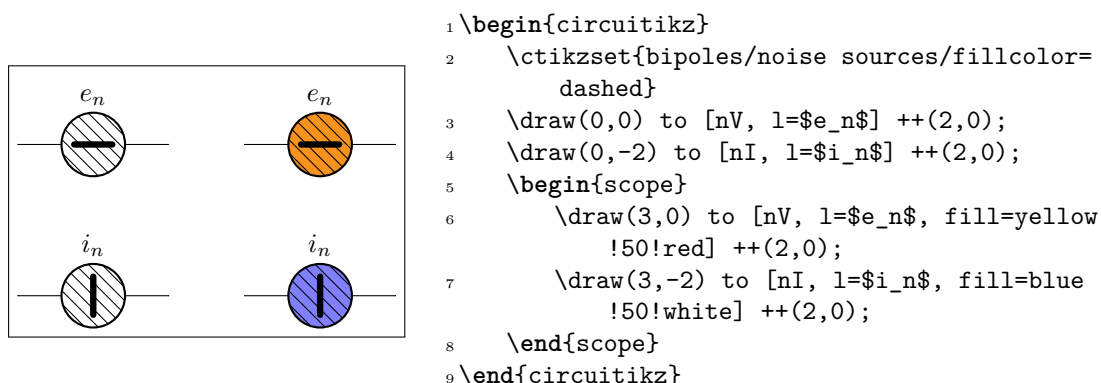 e_n e_n
i_n i_n
1 \begin{circuitikz}
2 \ctikzset{bipoles/noise sources/fillcolor=
dashed}
3 \draw(0,0) to [nV, l=$e_n$] ++(2,0);
4 \draw(0,-2) to [nI, l=$i_n$] ++(2,0);
5 \begin{scope}
6 \draw(3,0) to [nV, l=$e_n$, fill=yellow
!50!red] ++(2,0);
7 \draw(3,-2) to [nI, l=$i_n$, fill=blue
!50!white] ++(2,0);
8 \end{scope}
9 \end{circuitikz}